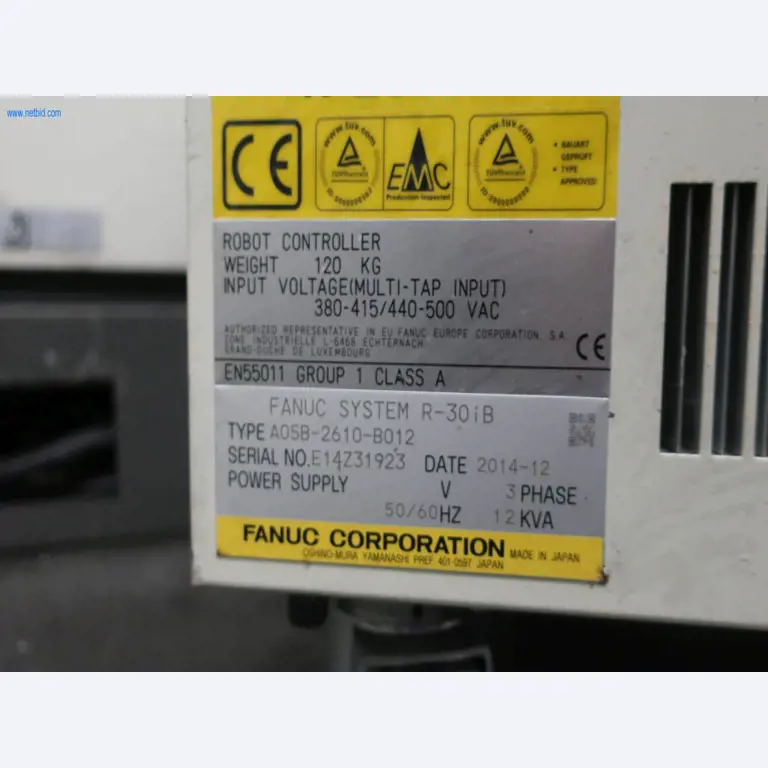 www.netbid.com
CE
www.tuv.com
TÜVRheinland
EMC
Production inspected
www.tuv.com
TÜVRheinland
• BAUART
GEPRÜFT
• TYPE
APPROVED
ROBOT CONTROLLER
WEIGHT 120 KG
INPUT VOLTAGE(MULTI-TAP INPUT)
380-415/440-500 VAC
AUTHORIZED REPRESENTATIVE IN EU FANUC EUROPE CORPORATION, S.A.
ZONE INDUSTRIELLE L-6468 ECHTERNACH
GRAND-DUCHE DE LUXEMBOURG
CE
EN55011 GROUP 1 CLASS A
FANUC SYSTEM R-30iB
TYPE A05B-2610-B012
SERIAL NO.E14Z31923 DATE 2014-12
POWER SUPPLY V 3 PHASE
50/60HZ 12 KVA
FANUC CORPORATION MADE IN JAPAN
OSHINO-MURA YAMANASHI PREF. 401-0597 JAPAN